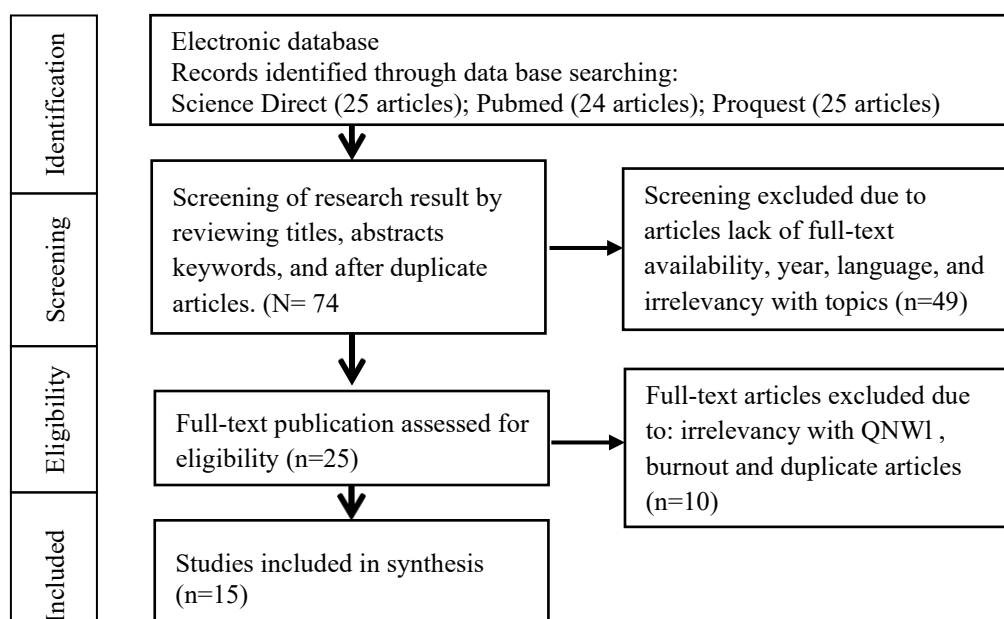 Identification
Electronic database
Records identified through data base searching:
Science Direct (25 articles); Pubmed (24 articles); Proquest (25 articles)
Screening
Screening of research result by
reviewing titles, abstracts
keywords, and after duplicate
articles. (N= 74
Screening excluded due to
articles lack of full-text
availability, year, language, and
irrelevancy with topics (n=49)
Eligibility
Full-text publication assessed for
eligibility (n=25)
Full-text articles excluded due
to: irrelevancy with QNWl ,
burnout and duplicate articles
(n=10)
Included
Studies included in synthesis
(n=15)